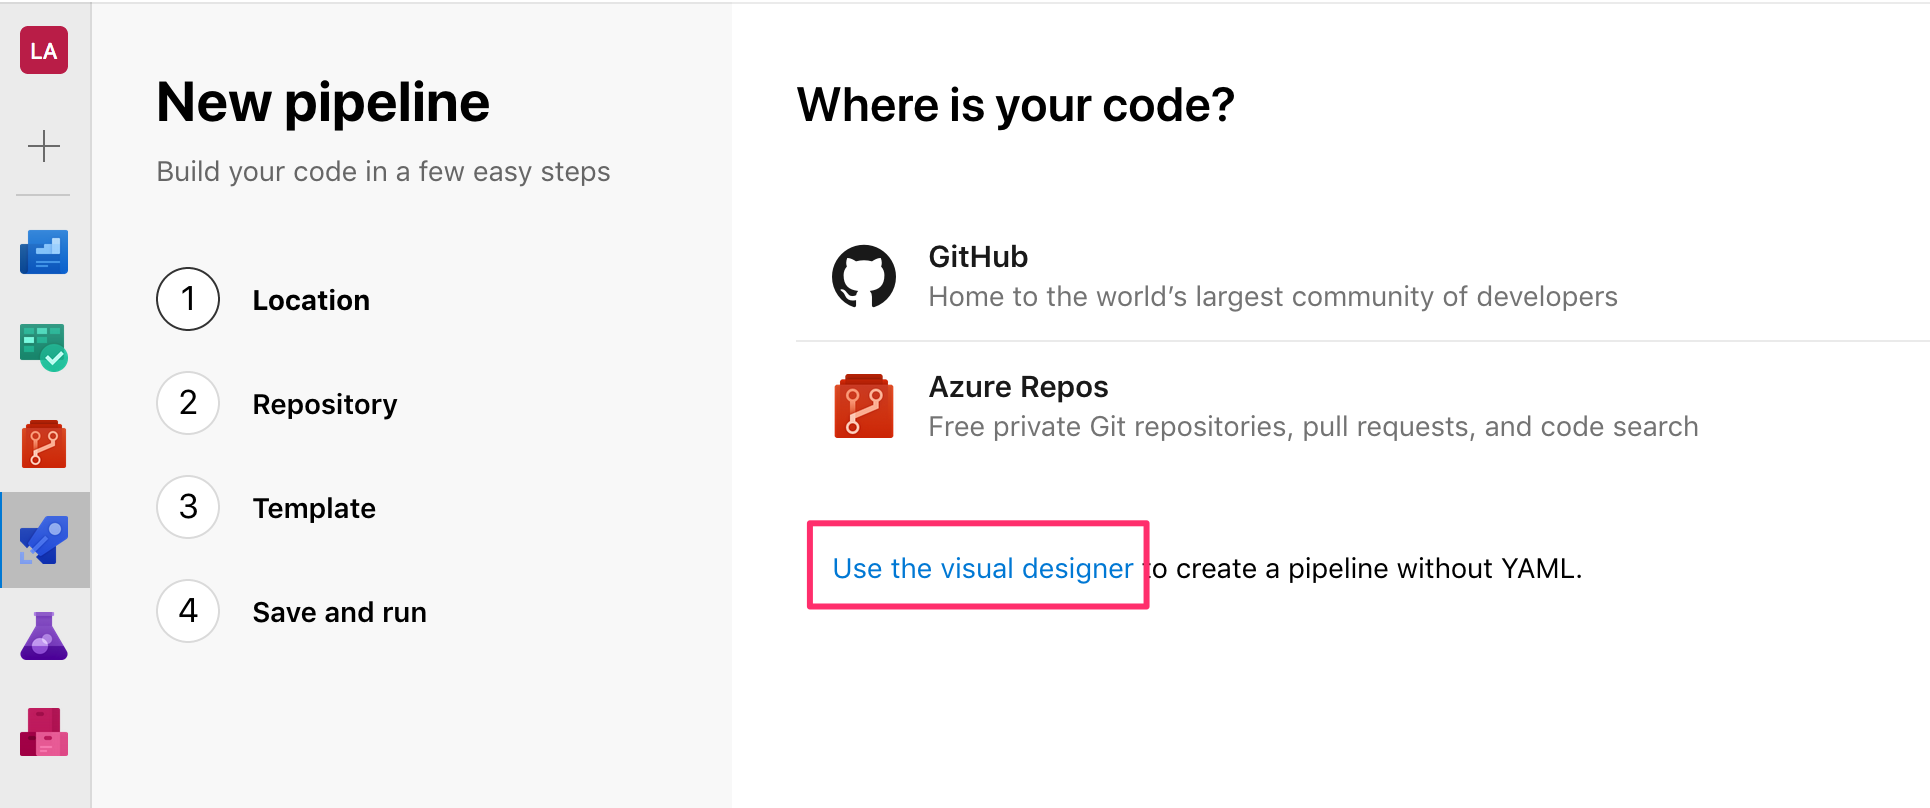 LA
New pipeline
Build your code in a few easy steps
1 Location
2 Repository
3 Template
4 Save and run
Where is your code?
GitHub
Home to the world’s largest community of developers
Azure Repos
Free private Git repositories, pull requests, and code search
Use the visual designer to create a pipeline without YAML.